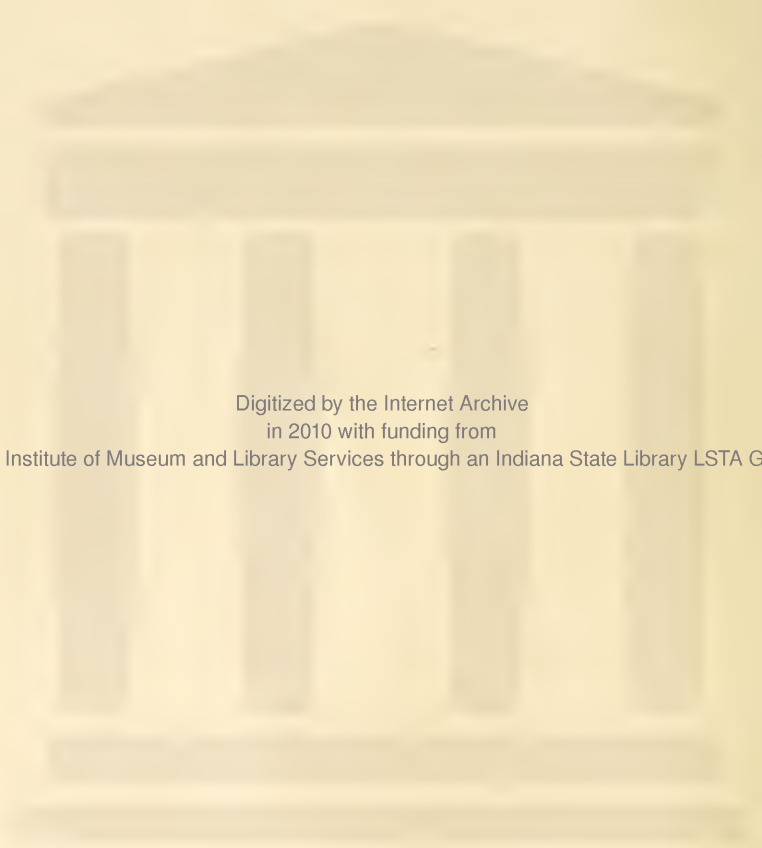 Digitized by the Internet Archive
in 2010 with funding from
Institute of Museum and Library Services through an Indiana State Library LSTA G